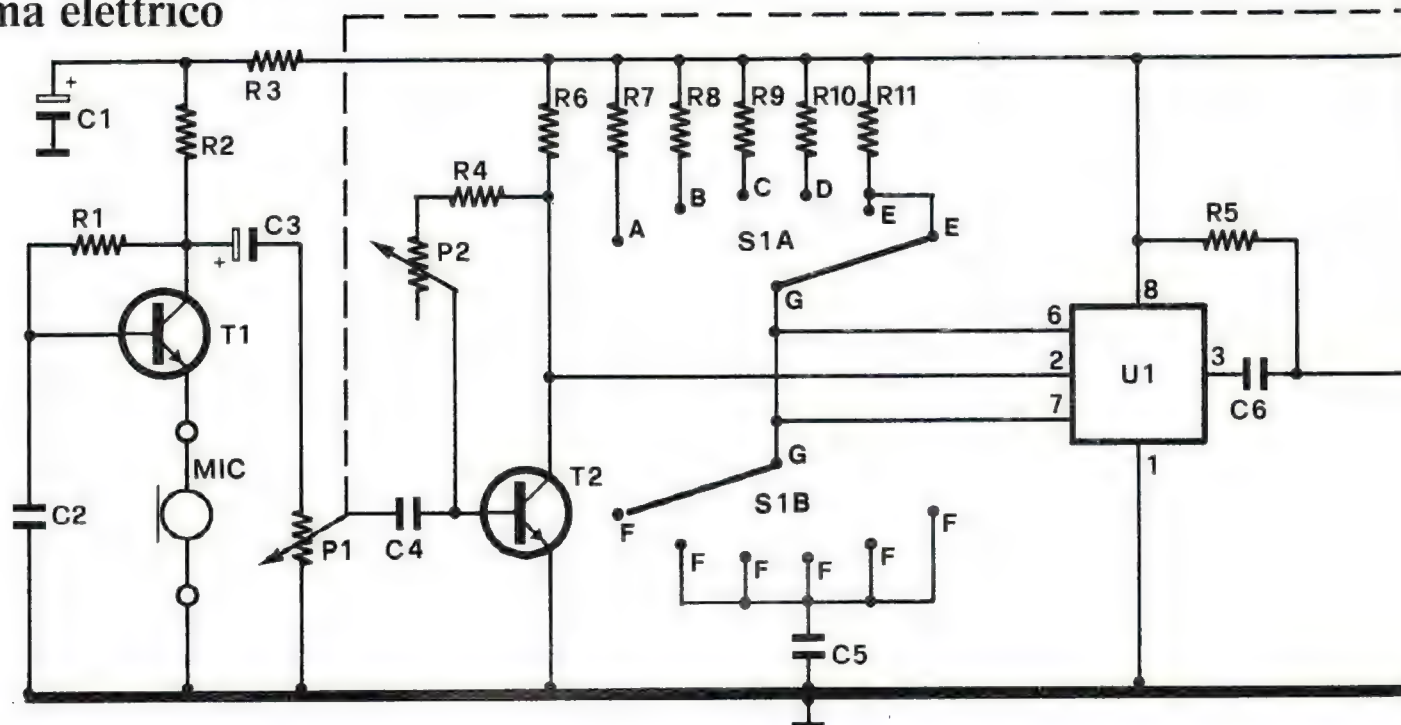 ma elettrico
C1
R3
R2
R1
C3
T1
MIC
C2
P1
C4
R4
P2
T2
R6
R7
R8
R9
R10
R11
A
B
C
D
E
E
S1A
G
G
S1B
F
F
F
F
F
F
C5
6
2
7
8
3
1
U1
R5
C6
+
+